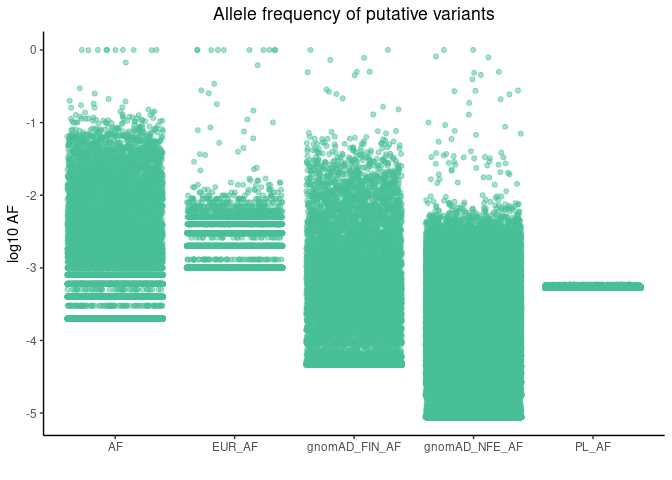 Allele frequency of putative variants
log10 AF
0
-1
-2
-3
-4
-5
AF EUR_AF gnomAD_FIN_AF gnomAD_NFE_AF PL_AF